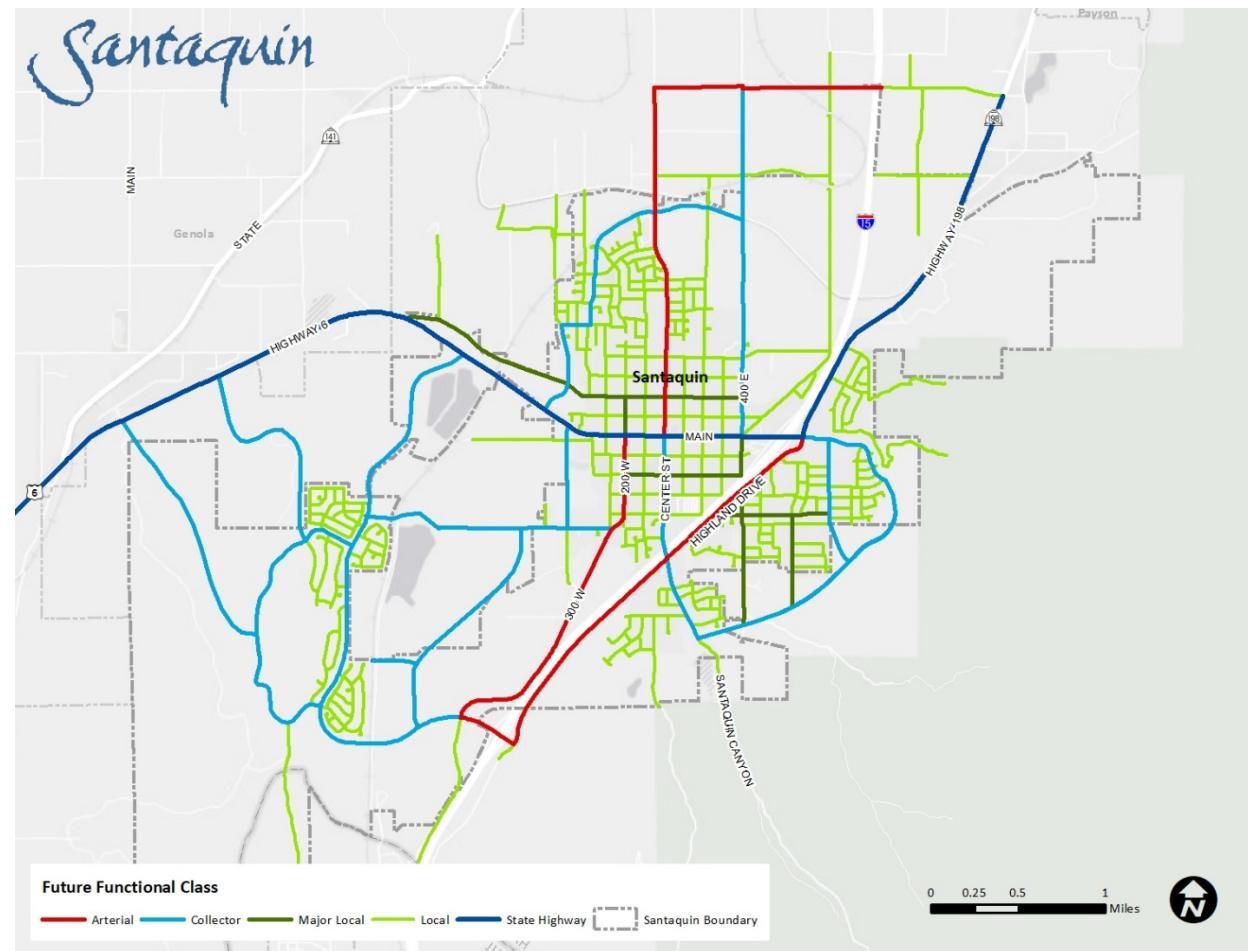 Santaquin
Payson
141
198
MAIN
STATE
Genola
15
HIGHWAY 198
HIGHWAY 6
Santaquin
400 E
MAIN
6
200 W
CENTER ST
HIGHLAND DRIVE
300 W
SANTAQUIN CANYON
Future Functional Class
Arterial Collector Major Local Local State Highway Santaquin Boundary
0 0.25 0.5 1
Miles
N